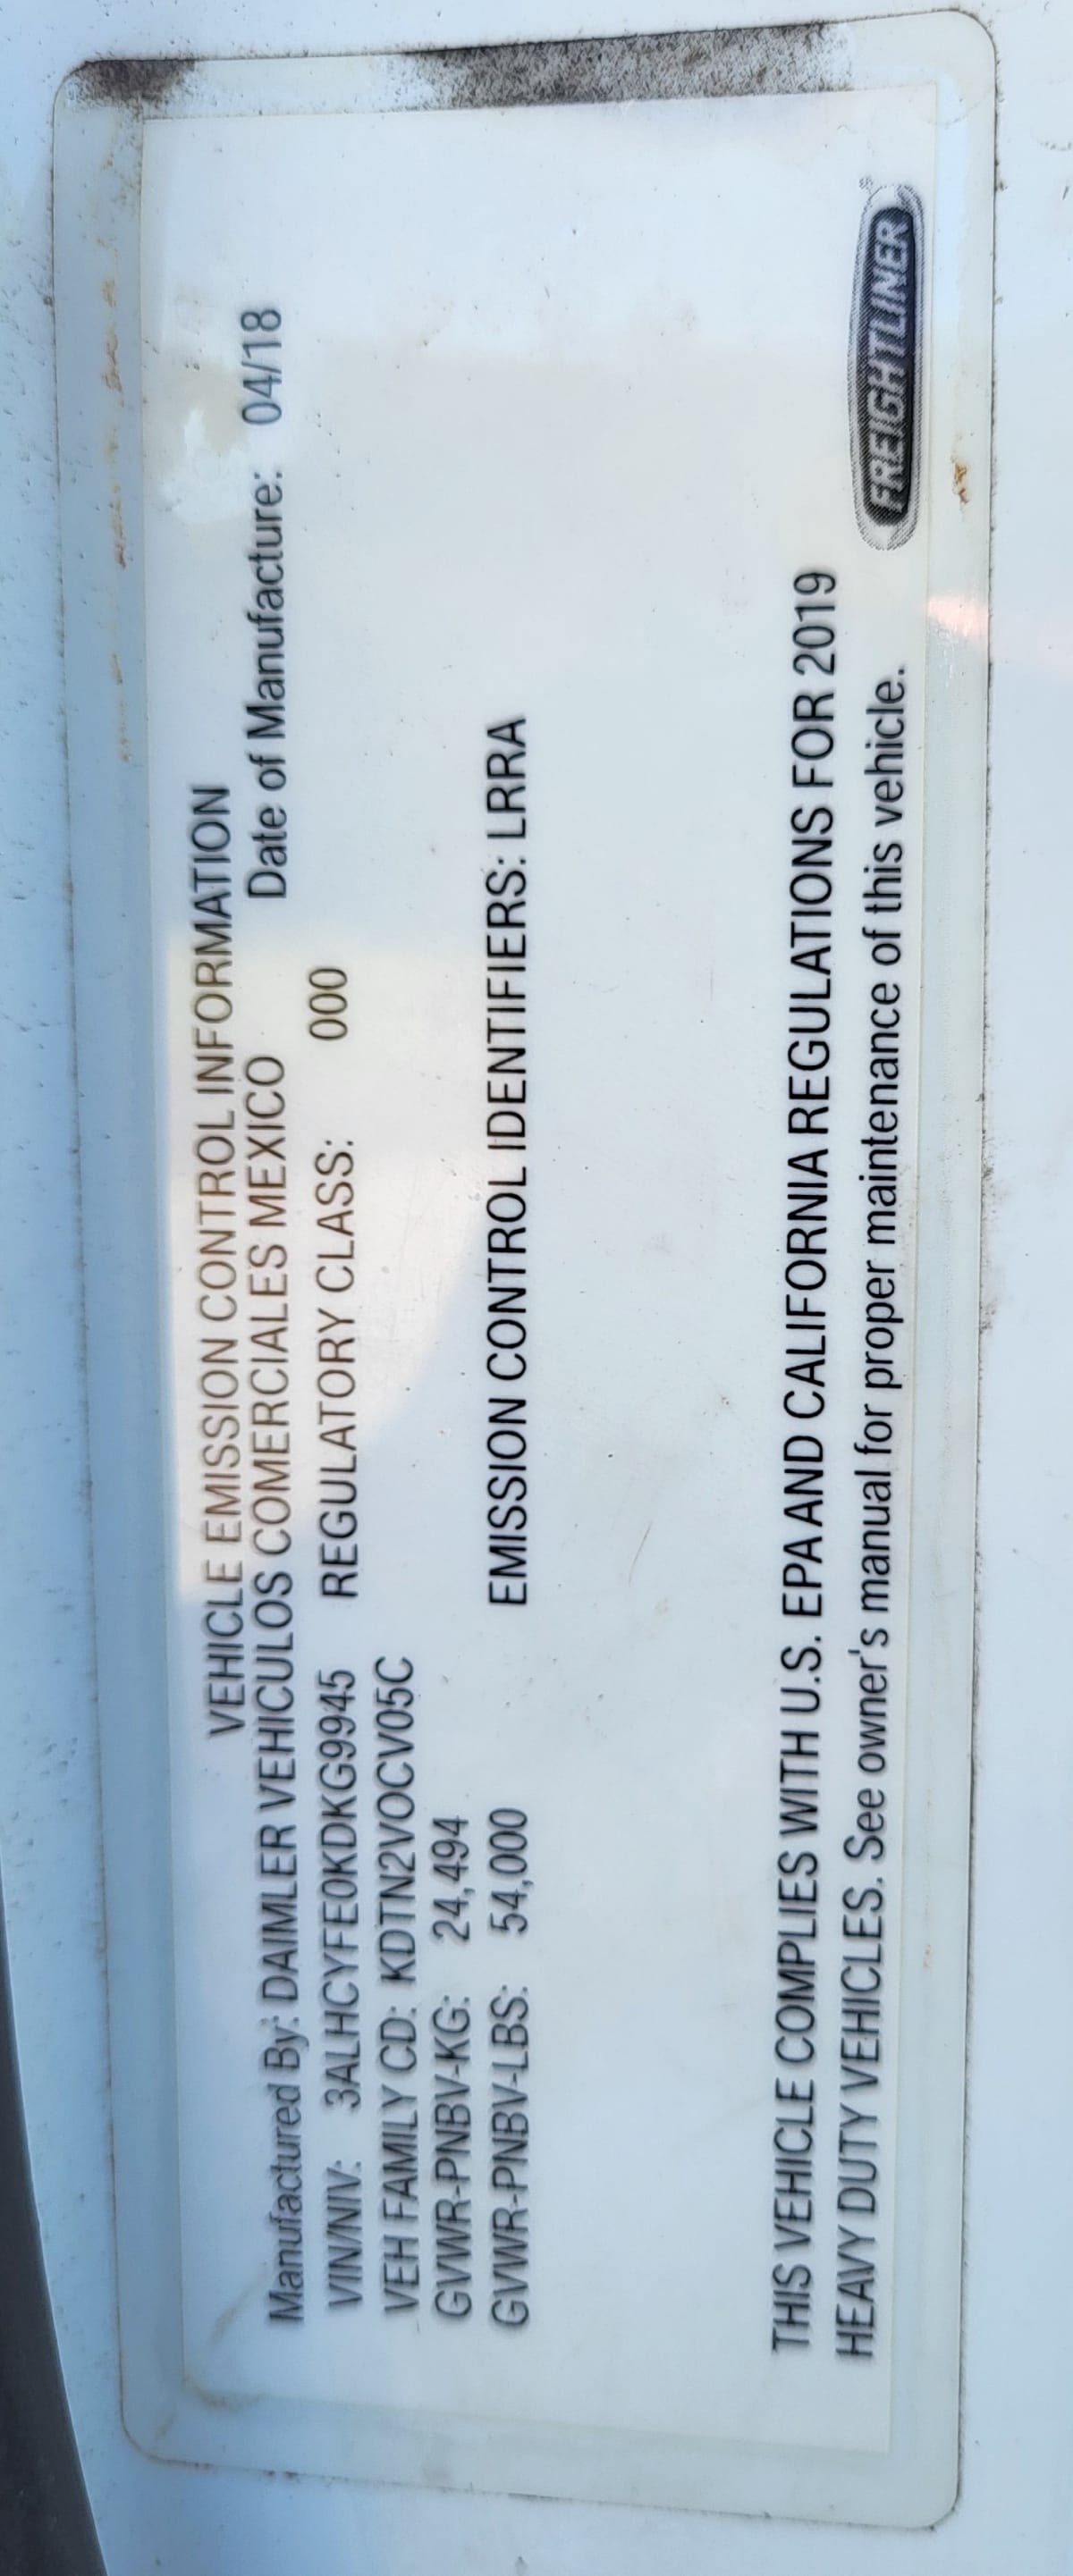 VEHICLE EMISSION CONTROL INFORMATION
Manufactured By: DAIMLER VEHICULOS COMERCIALES MEXICO Date of Manufacture: 04/18
VIN/NIV: 3ALHCYFE0KDKG9945 REGULATORY CLASS: 000
VEH FAMILY CD: KDTN2VOCV05C
GVWR-PNBV-KG: 24,494
GVWR-PNBV-LBS: 54,000 EMISSION CONTROL IDENTIFIERS: LRRA
THIS VEHICLE COMPLIES WITH U.S. EPA AND CALIFORNIA REGULATIONS FOR 2019
HEAVY DUTY VEHICLES. See owner's manual for proper maintenance of this vehicle.
FREIGHTLINER